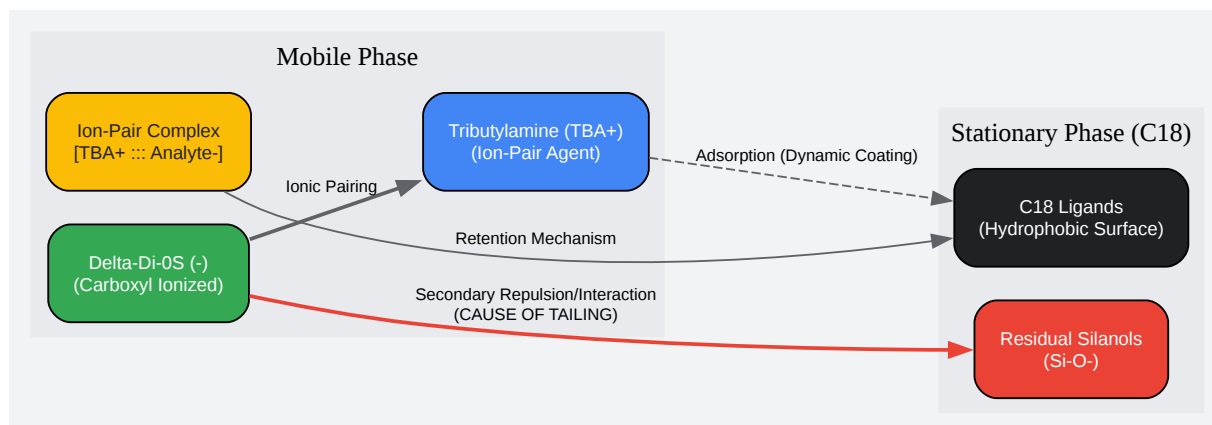 Mobile Phase
Ion-Pair Complex
[TBA+ ::: Analyte-]
Tributylamine (TBA+)
(Ion-Pair Agent)
Ionic Pairing
Delta-Di-0S (-)
(Carboxyl Ionized)
Adsorption (Dynamic Coating)
Retention Mechanism
Secondary Repulsion/Interaction
(CAUSE OF TAILING)
Stationary Phase (C18)
C18 Ligands
(Hydrophobic Surface)
Residual Silanols
(Si-O-)